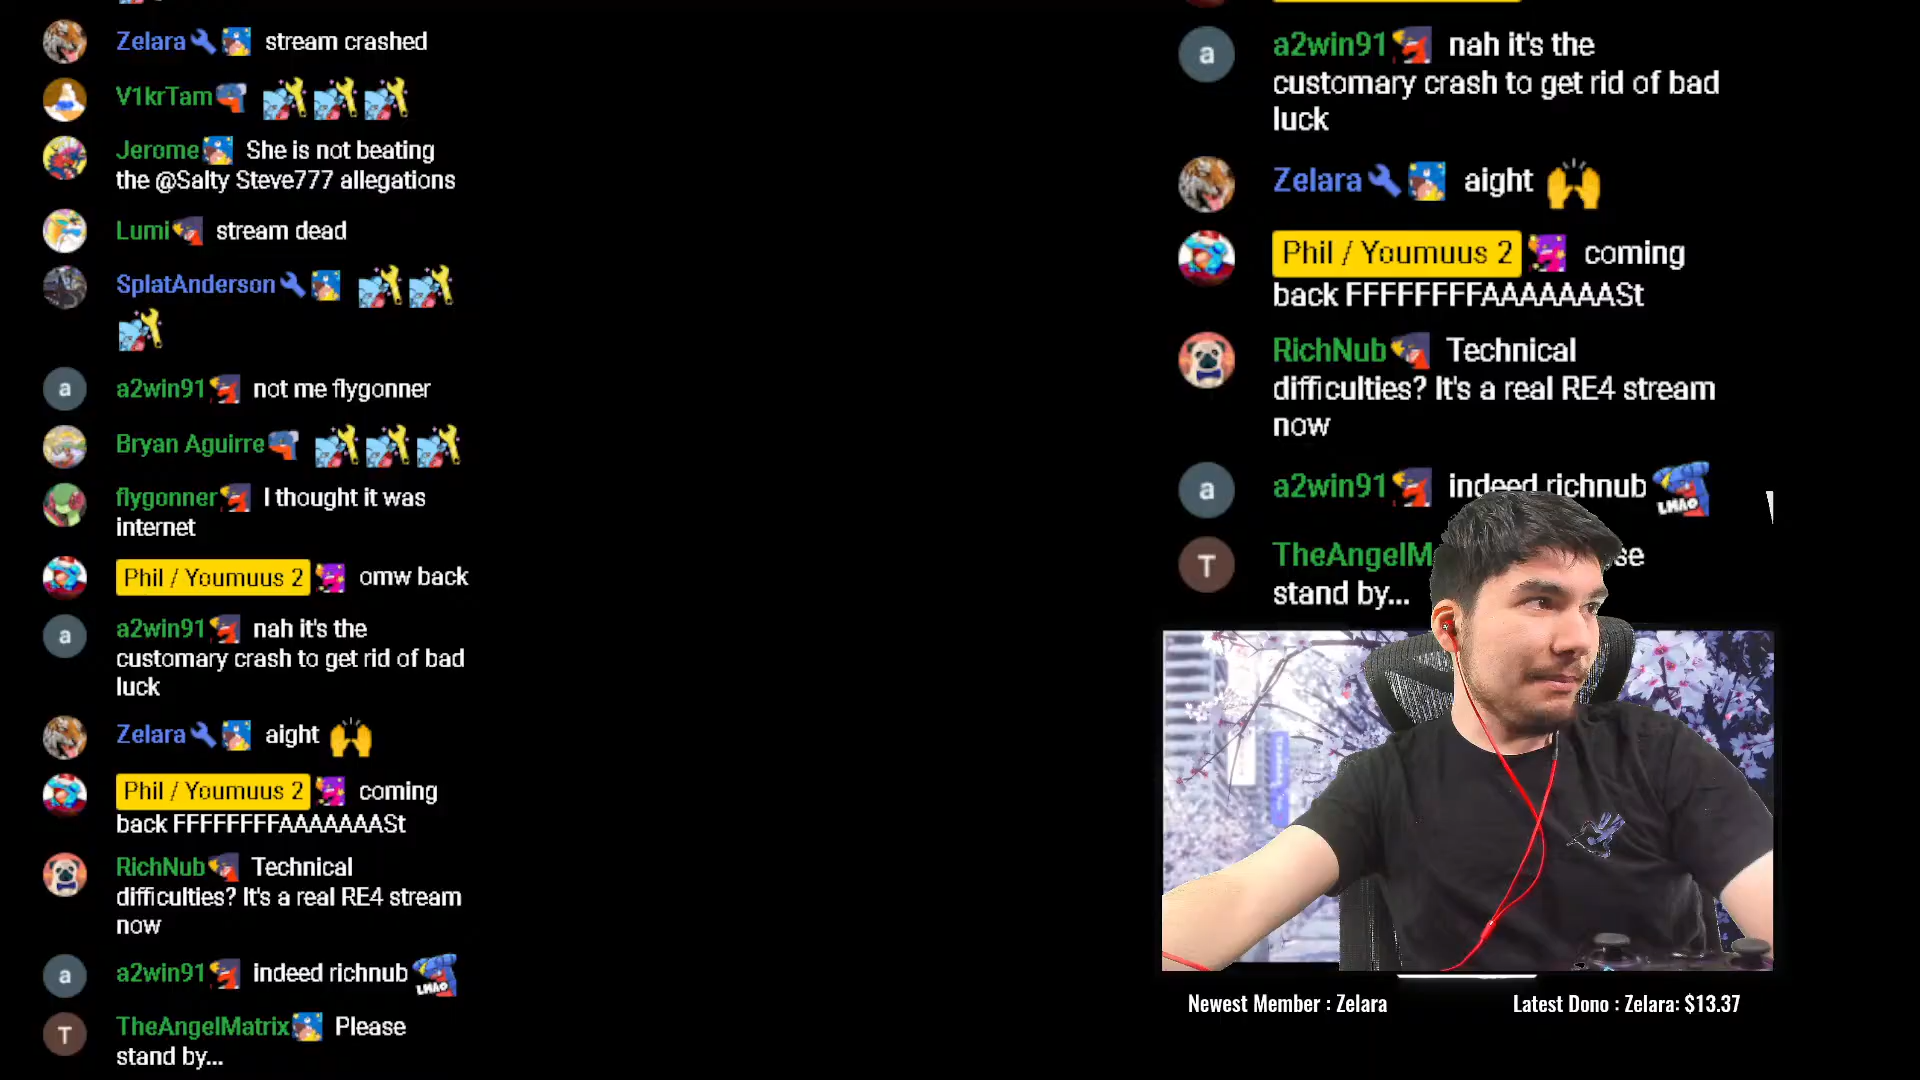 Zelara stream crashed
V1krTam
Jerome She is not beating
the @Salty Steve777 allegations
Lumi stream dead
SplatAnderson
a a2win91 not me flygonner
Bryan Aguirre
flygonner I thought it was
internet
Phil / Youmuus 2 omw back
a a2win91 nah it's the
customary crash to get rid of bad
luck
Zelara aight
Phil / Youmuus 2 coming
back FFFFFFFFAAAAAAASt
RichNub Technical
difficulties? It's a real RE4 stream
now
a a2win91 indeed richnub LMAO
T TheAngelMatrix Please
stand by...
a a2win91 nah it's the
customary crash to get rid of bad
luck
Zelara aight
Phil / Youmuus 2 coming
back FFFFFFFFAAAAAAASt
RichNub Technical
difficulties? It's a real RE4 stream
now
a a2win91 indeed richnub LMAO
T TheAngelM se
stand by...
Newest Member : Zelara
Latest Dono : Zelara: $13.37